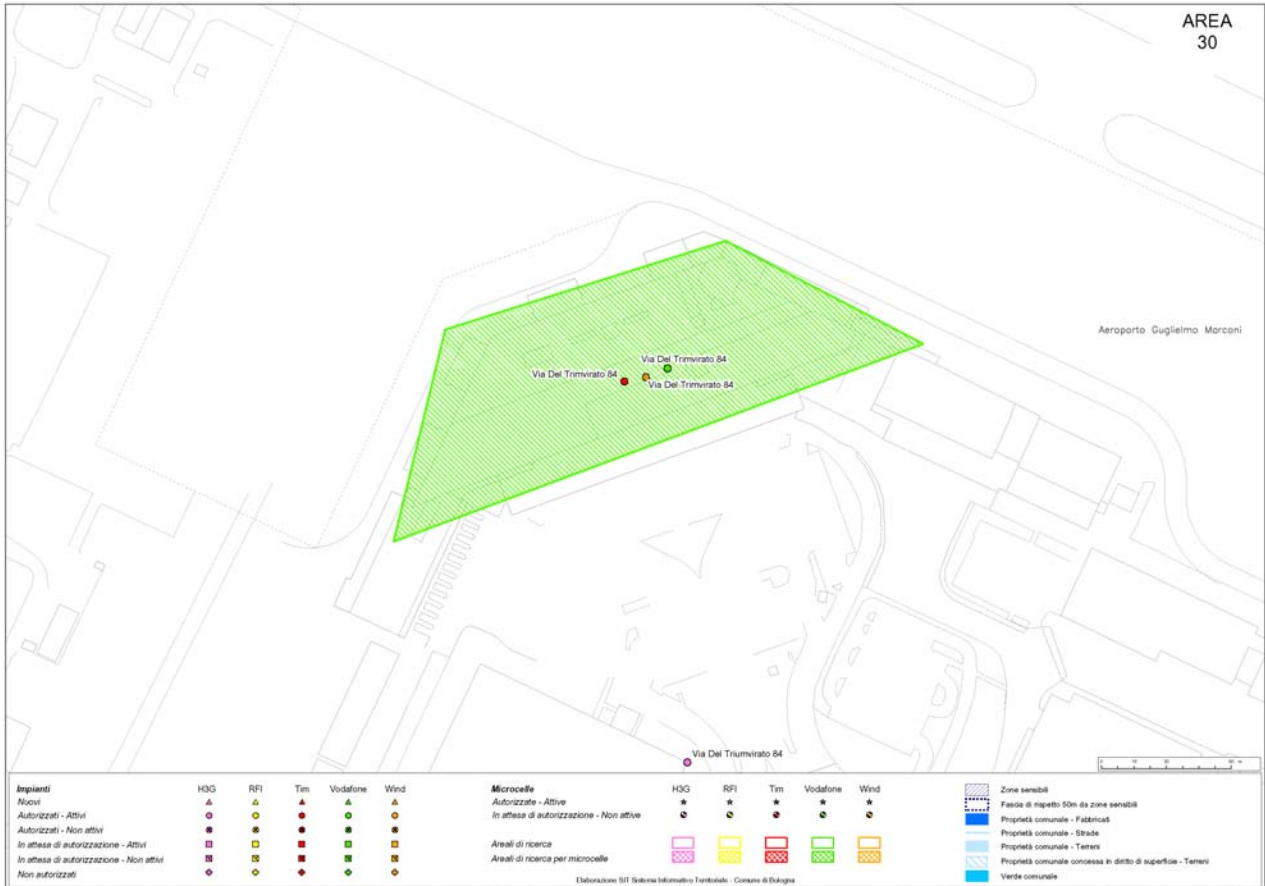 AREA
30
Aeroporto Guglielmo Marconi
Via Del Trimvirato 84
Via Del Trimvirato 84
Via Del Trimvirato 84
Via Del Triumvirato 84
Impianti H3G RFI Tim Vodafone Wind
Nuovi
Autorizzati - Attivi
Autorizzati - Non attivi
In attesa di autorizzazione - Attivi
In attesa di autorizzazione - Non attivi
Non autorizzati
Microcelle H3G RFI Tim Vodafone Wind
Autorizzate - Attive
In attesa di autorizzazione - Non attive
Areali di ricerca
Areali di ricerca per microcelle
Zone sensibili
Fascia di rispetto 50m da zone sensibili
Proprietà comunale - Fabbricati
Proprietà comunale - Strade
Proprietà comunale - Terreni
Proprietà comunale concessa in diritto di superficie - Terreni
Verde comunale
Elaborazione SIT Sistema Informativo Territoriale - Comune di Bologna